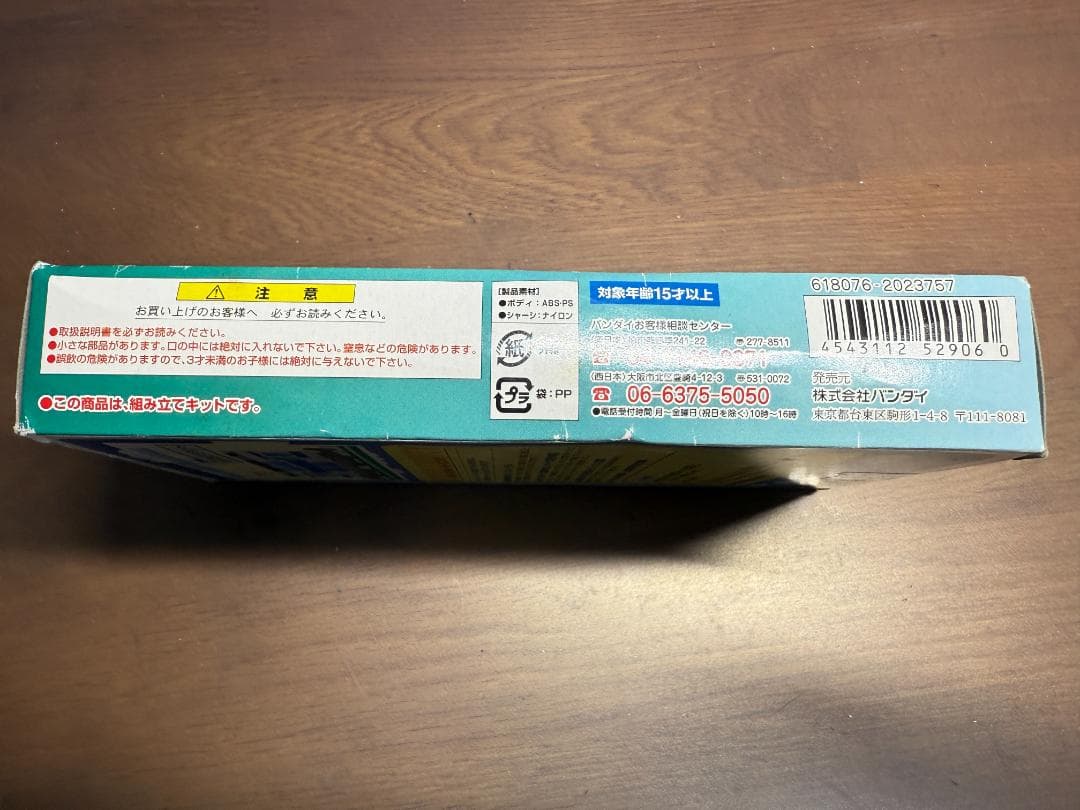 注意
お買い上げのお客様へ 必ずお読みください。
●取扱説明書を必ずお読みください。
●小さな部品があります。口の中には絶対に入れないで下さい。窒息などの危険があります。
●誤飲の危険がありますので、3才未満のお子様には絶対に与えないで下さい。
●この商品は、組み立てキットです。
[製品素材]
●ボディ:ABS・PS
●シャーシ:ナイロン
紙
プラ 袋:PP
対象年齢15才以上
バンダイお客様相談センター
241-22 〠277-8511
(西日本)大阪市北区豊崎4-12-3 〠531-0072
☎ 06-6375-5050
●電話受付時間 月〜金曜日(祝日を除く)10時〜16時
618076-2023757
4543112 52906 0
発売元
株式会社バンダイ
東京都台東区駒形1-4-8 〒111-8081